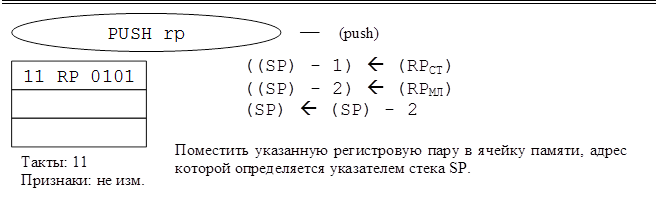 PUSH rp — (push)
11 RP 0101
((SP) - 1) ← (RPСТ)
((SP) - 2) ← (RPМЛ)
(SP) ← (SP) - 2
Такты: 11
Признаки: не изм.
Поместить указанную регистровую пару в ячейку памяти, адрес
которой определяется указателем стека SP.